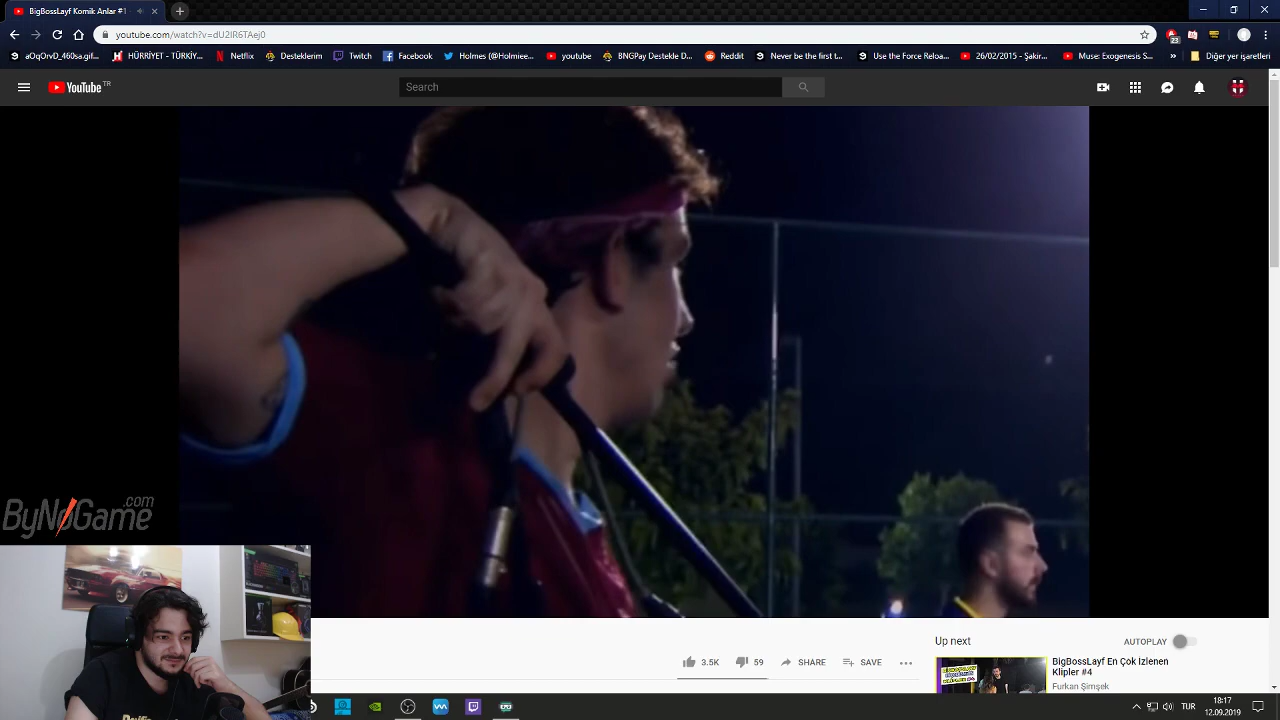 BigBossLayf Komik Anlar #1
youtube.com/watch?v=dU2lR6TAej0
HÜRRİYET - TÜRKİY...
Netflix
Desteklerim
Twitch
Facebook
Holmes (@Holmiee...
youtube
BNGPay Destekle D...
Reddit
Never be the first t...
Use the Force Reloa...
26/02/2015 - Şakir...
Muse: Exogenesis S...
»
Diğer yer işaretleri
23
YouTube TR
Search
ByNoGame
.com
3.5K
59
SHARE
SAVE
Up next
AUTOPLAY
BigBossLayf En Çok İzlenen
Klipler #4
Furkan Şimşek
TUR
18:17
12.09.2019